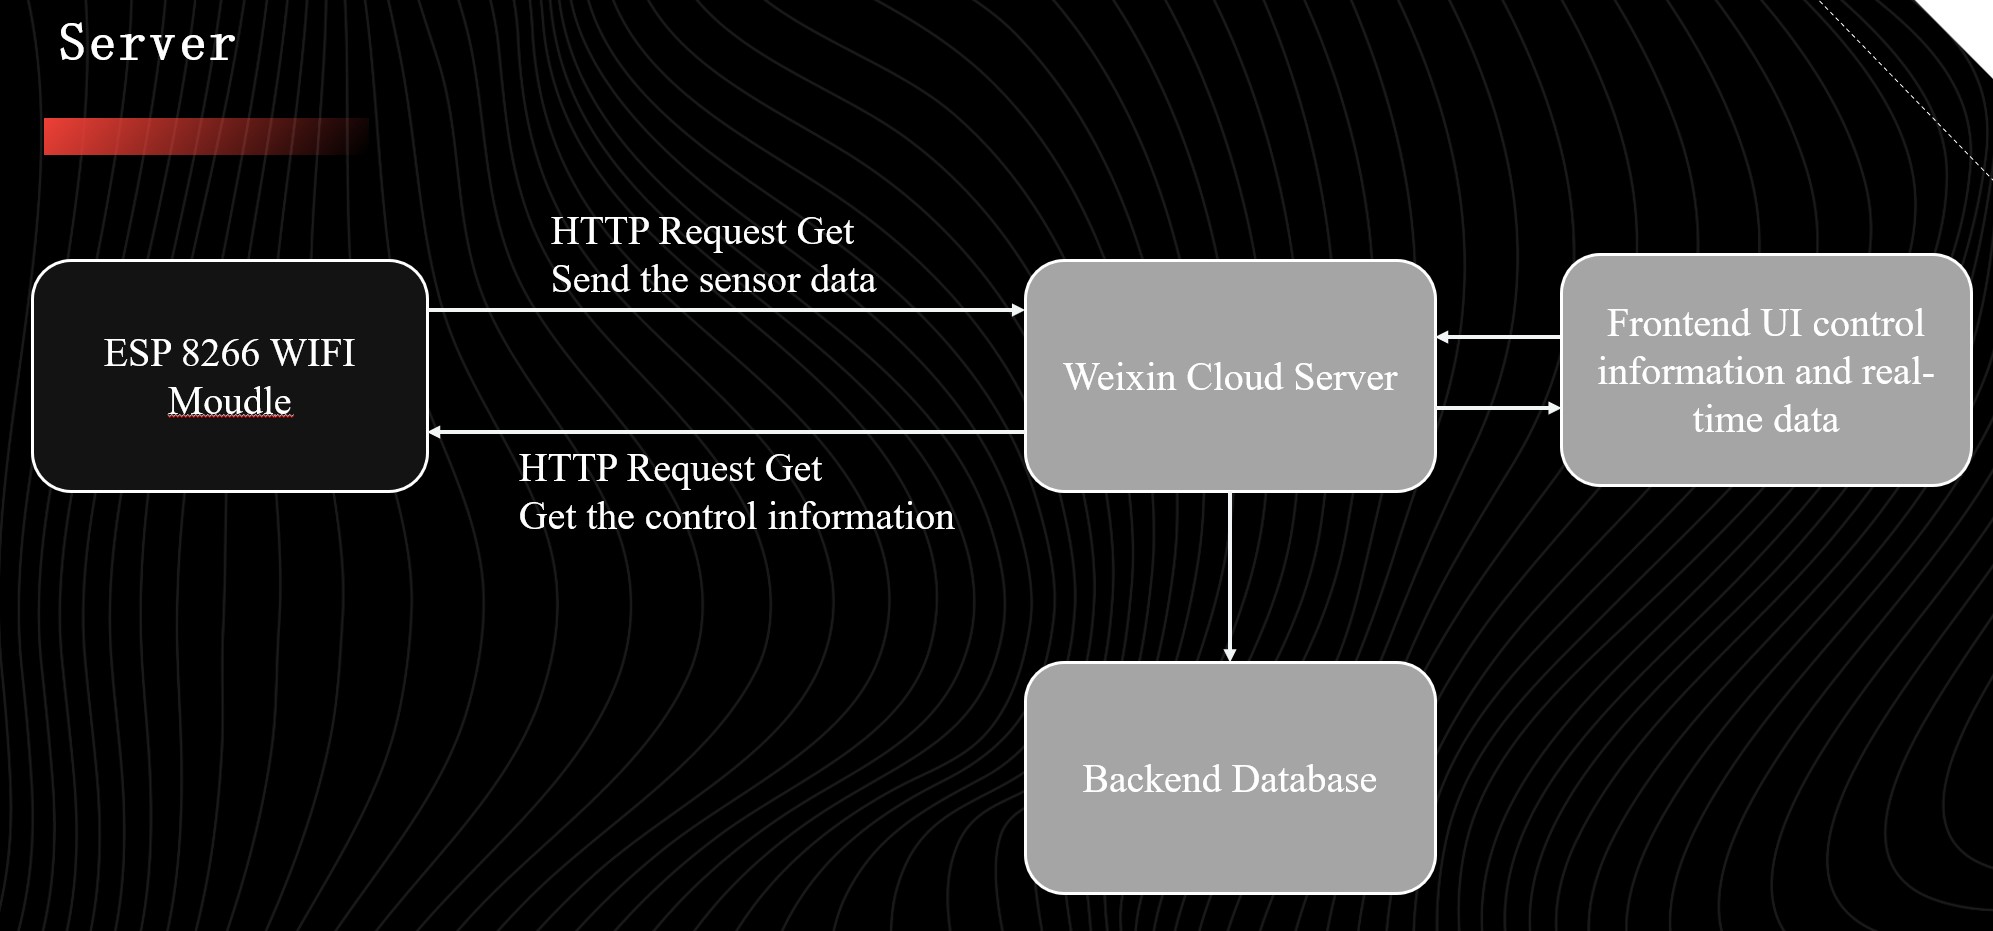 Server
HTTP Request Get
Send the sensor data
ESP 8266 WIFI
Moudle
Weixin Cloud Server
Frontend UI control
information and real-
time data
HTTP Request Get
Get the control information
Backend Database